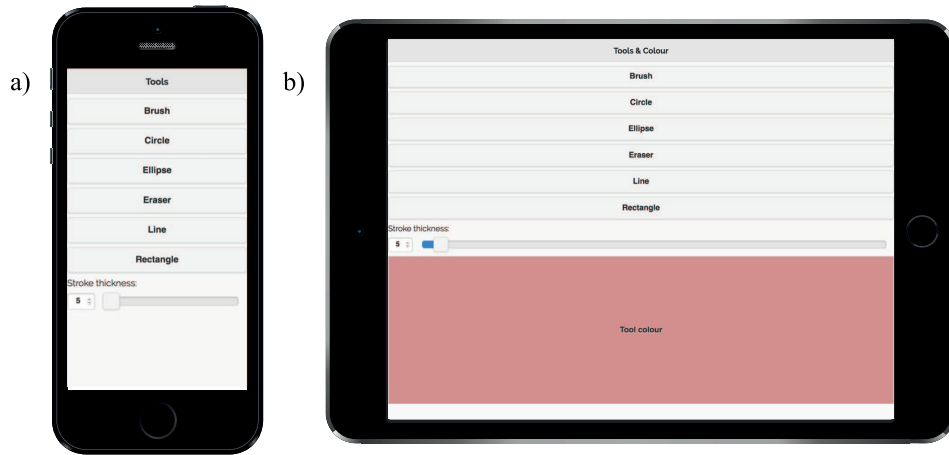 a)
Tools
Brush
Circle
Ellipse
Eraser
Line
Rectangle
Stroke thickness:
5
b)
Tools & Colour
Brush
Circle
Ellipse
Eraser
Line
Rectangle
Stroke thickness:
5
Tool colour